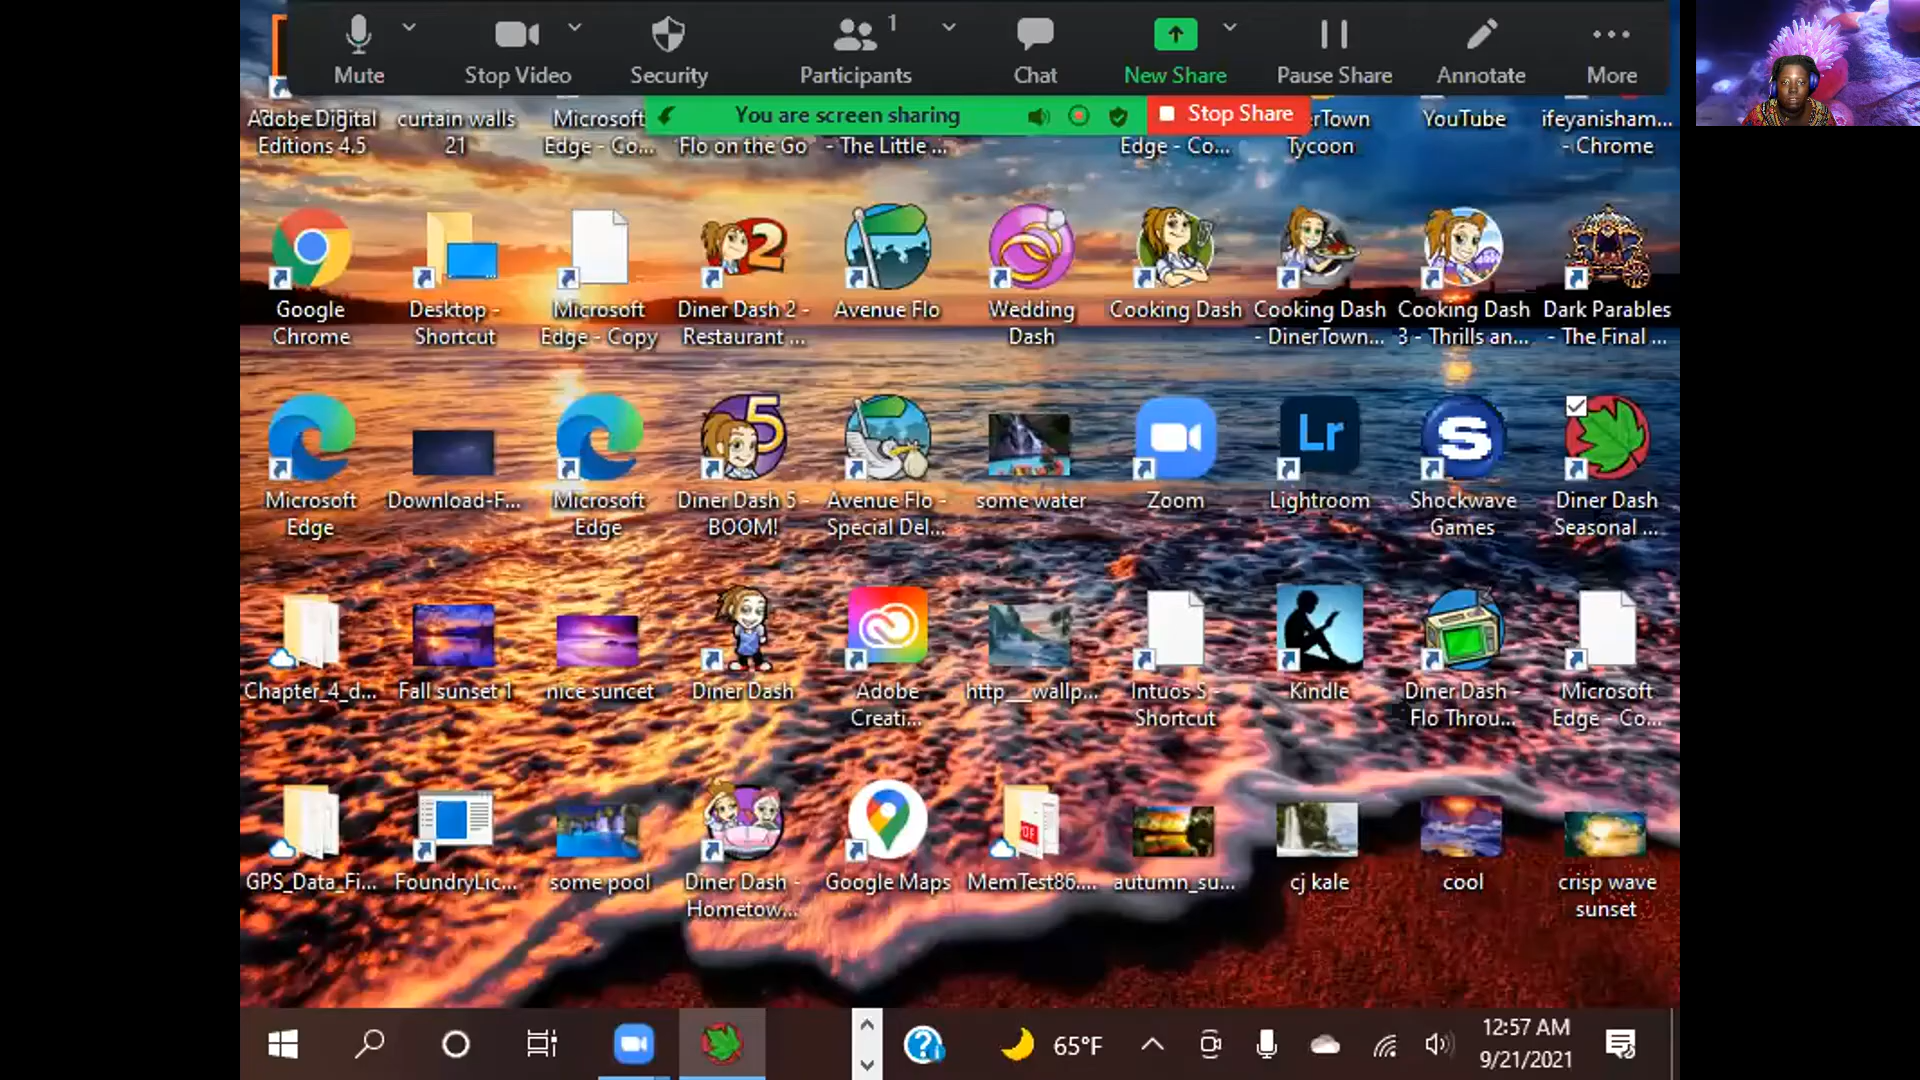 Mute
Stop Video
Security
Participants
1
Chat
New Share
Pause Share
Annotate
More
You are screen sharing
Stop Share
Adobe Digital
Editions 4.5
curtain walls
21
Microsoft
Edge - Co...
Flo on the Go
- The Little ...
Edge - Co...
erTown
Tycoon
YouTube
ifeyanisham...
- Chrome
Google
Chrome
Desktop -
Shortcut
Microsoft
Edge - Copy
Diner Dash 2 -
Restaurant ...
2
Avenue Flo
Wedding
Dash
Cooking Dash
Cooking Dash
- DinerTown...
Cooking Dash
3 - Thrills an...
Dark Parables
- The Final ...
Microsoft
Edge
Download-F...
Microsoft
Edge
5
Diner Dash 5 -
BOOM!
Avenue Flo -
Special Del...
some water
Zoom
Lr
Lightroom
S
Shockwave
Games
Diner Dash
Seasonal ...
Chapter_4_d...
Fall sunset 1
nice suncet
Diner Dash
Adobe
Creati...
http__wallp...
Intuos S -
Shortcut
Kindle
Diner Dash -
Flo Throu...
Microsoft
Edge - Co...
GPS_Data_Fi...
FoundryLic...
some pool
Diner Dash -
Hometow...
Google Maps
PDF
MemTest86....
autumn_su...
cj kale
cool
crisp wave
sunset
65°F
12:57 AM
9/21/2021